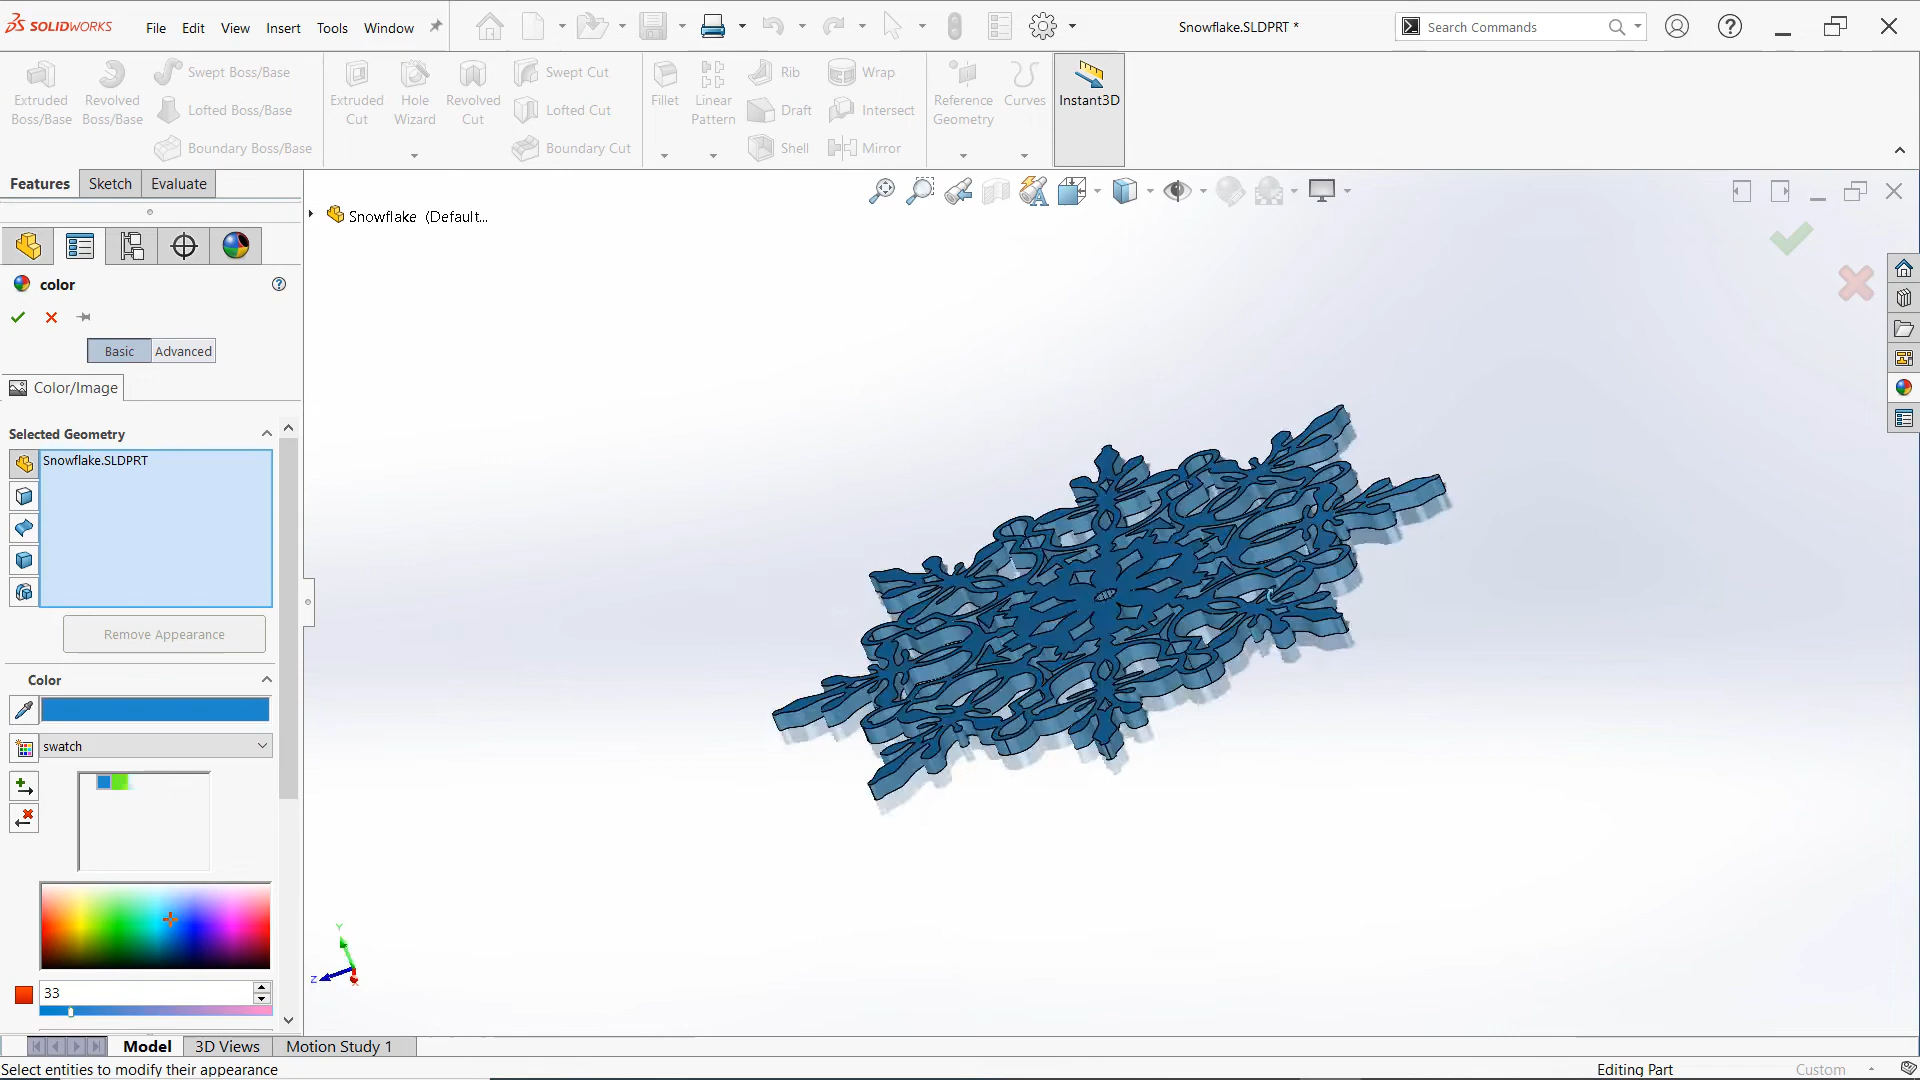 SOLIDWORKS
File Edit View Insert Tools Window
Snowflake.SLDPRT *
Search Commands
Extruded Boss/Base
Revolved Boss/Base
Swept Boss/Base
Lofted Boss/Base
Boundary Boss/Base
Extruded Cut
Hole Wizard
Revolved Cut
Swept Cut
Lofted Cut
Boundary Cut
Fillet
Linear Pattern
Rib
Draft
Shell
Wrap
Intersect
Mirror
Reference Geometry
Curves
Instant3D
Features Sketch Evaluate
Snowflake (Default...
color
Basic Advanced
Color/Image
Selected Geometry
Snowflake.SLDPRT
Remove Appearance
Color
swatch
33
Y
Z
X
Model 3D Views Motion Study 1
Select entities to modify their appearance
Editing Part
Custom